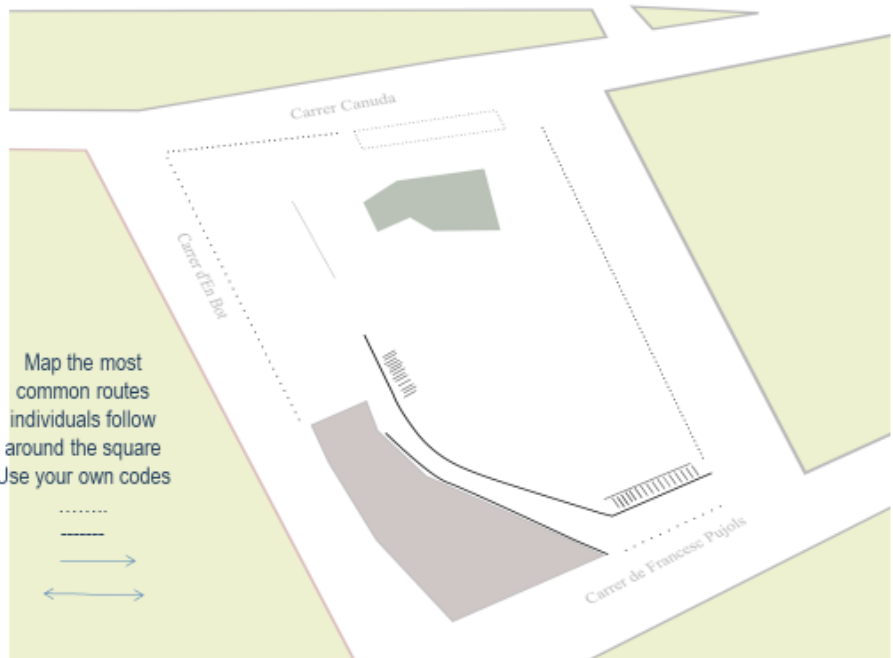 Carrer Canuda
Carrer d'En Bot
Map the most
common routes
individuals follow
around the square
Use your own codes
Carrer de Francesc Pujols